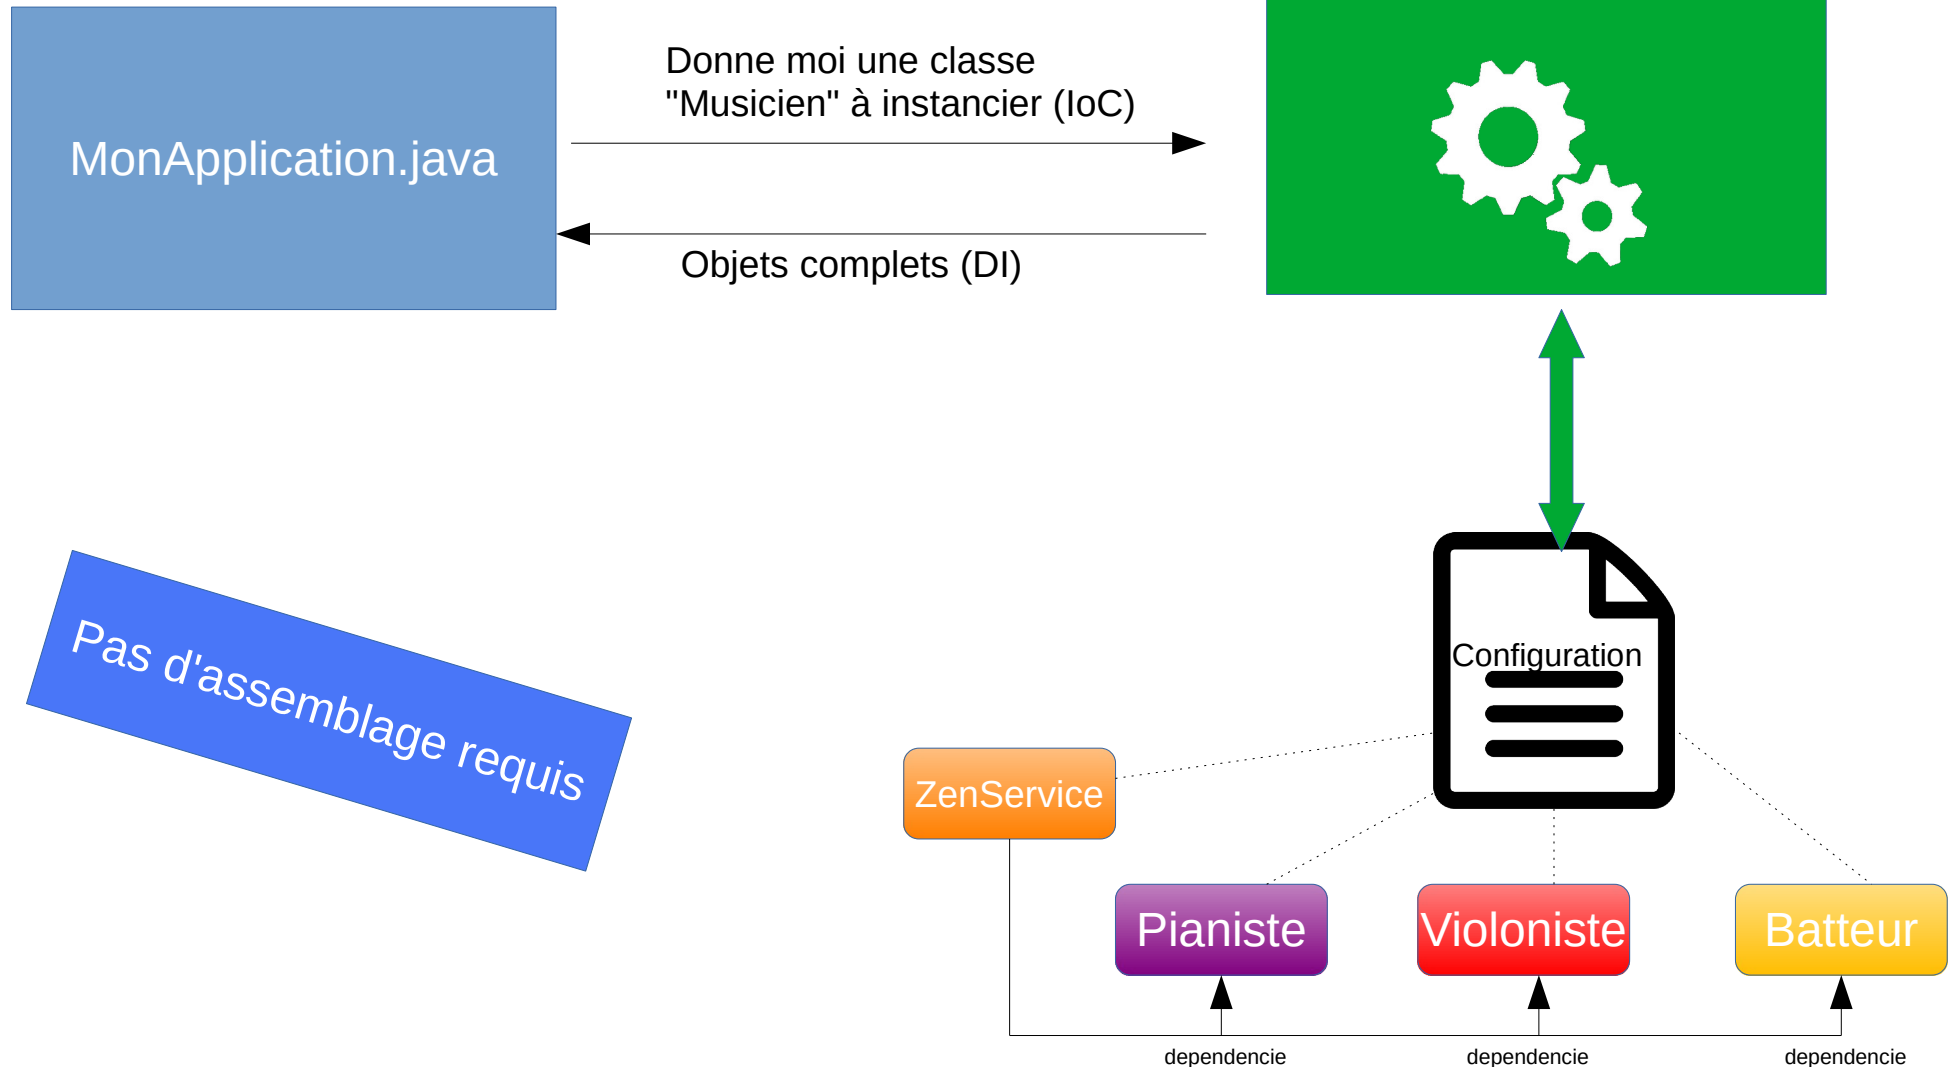 Donne moi une classe
"Musicien" à instancier (IoC)
MonApplication.java
Objets complets (DI)
Pas d'assemblage requis
Configuration
ZenService
Pianiste
Violoniste
Batteur
dependencie
dependencie
dependencie